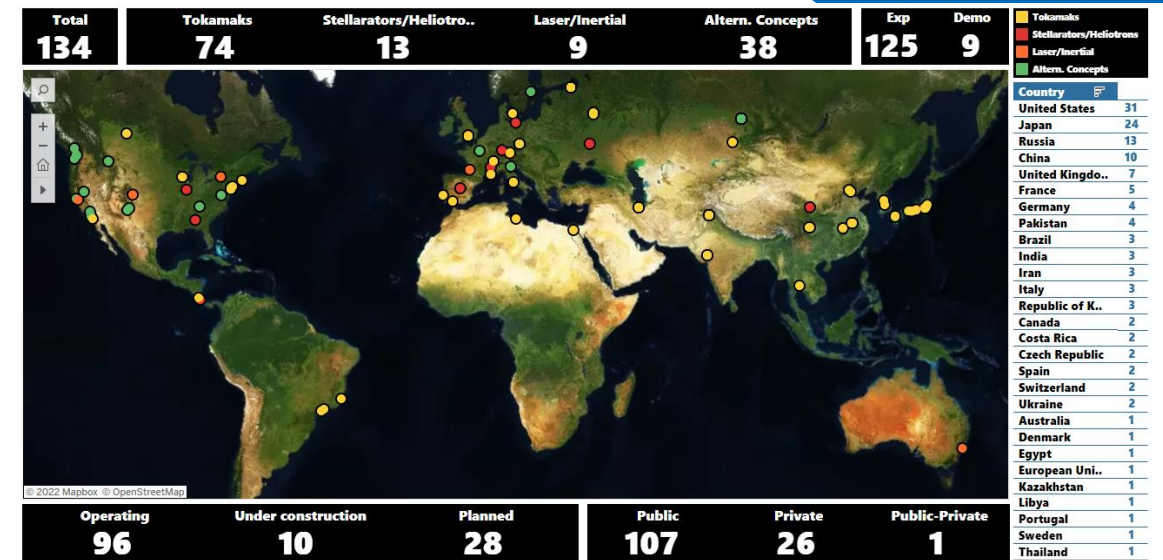 Total Tokamaks Stellarators/Heliotro.. Laser/Inertial Altern. Concepts Exp Demo
134 74 13 9 38 125 9
Tokamaks
Stellarators/Heliotrons
Laser/Inertial
Altern. Concepts
Country
United States 31
Japan 24
Russia 13
China 10
United Kingdo.. 7
France 5
Germany 4
Pakistan 4
Brazil 3
India 3
Iran 3
Italy 3
Republic of K.. 3
Canada 2
Costa Rica 2
Czech Republic 2
Spain 2
Switzerland 2
Ukraine 2
Australia 1
Denmark 1
Egypt 1
European Uni.. 1
Kazakhstan 1
Libya 1
Portugal 1
Sweden 1
Thailand 1
© 2022 Mapbox © OpenStreetMap
Operating Under construction Planned Public Private Public-Private
96 10 28 107 26 1